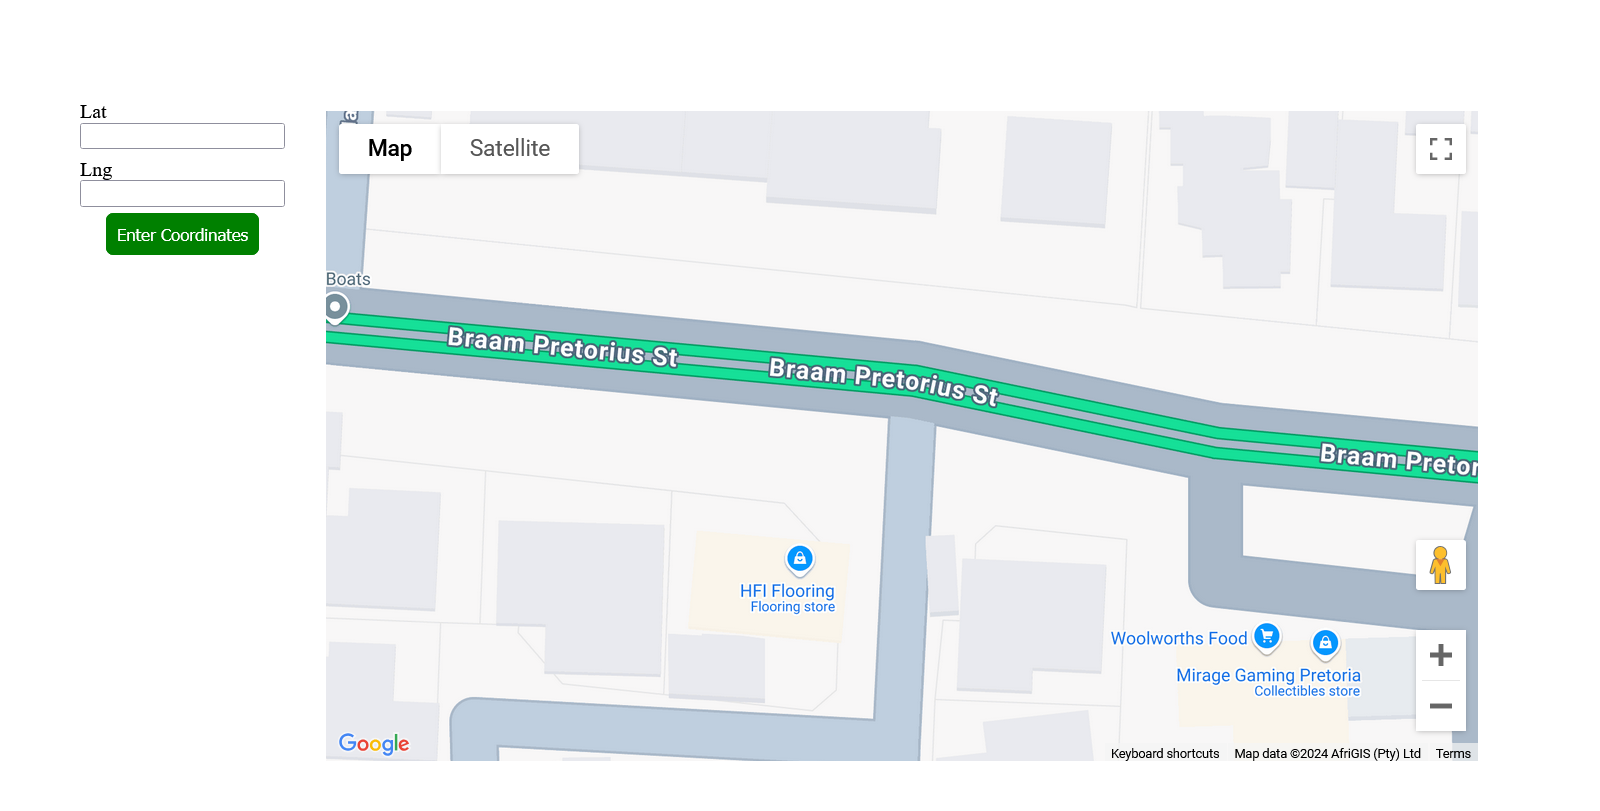 Lat
Lng
Enter Coordinates
Map
Satellite
Boats
Braam Pretorius St
Braam Pretorius St
Braam Pretor
HFI Flooring
Flooring store
Woolworths Food
Mirage Gaming Pretoria
Collectibles store
Google
Keyboard shortcuts
Map data ©2024 AfriGIS (Pty) Ltd
Terms